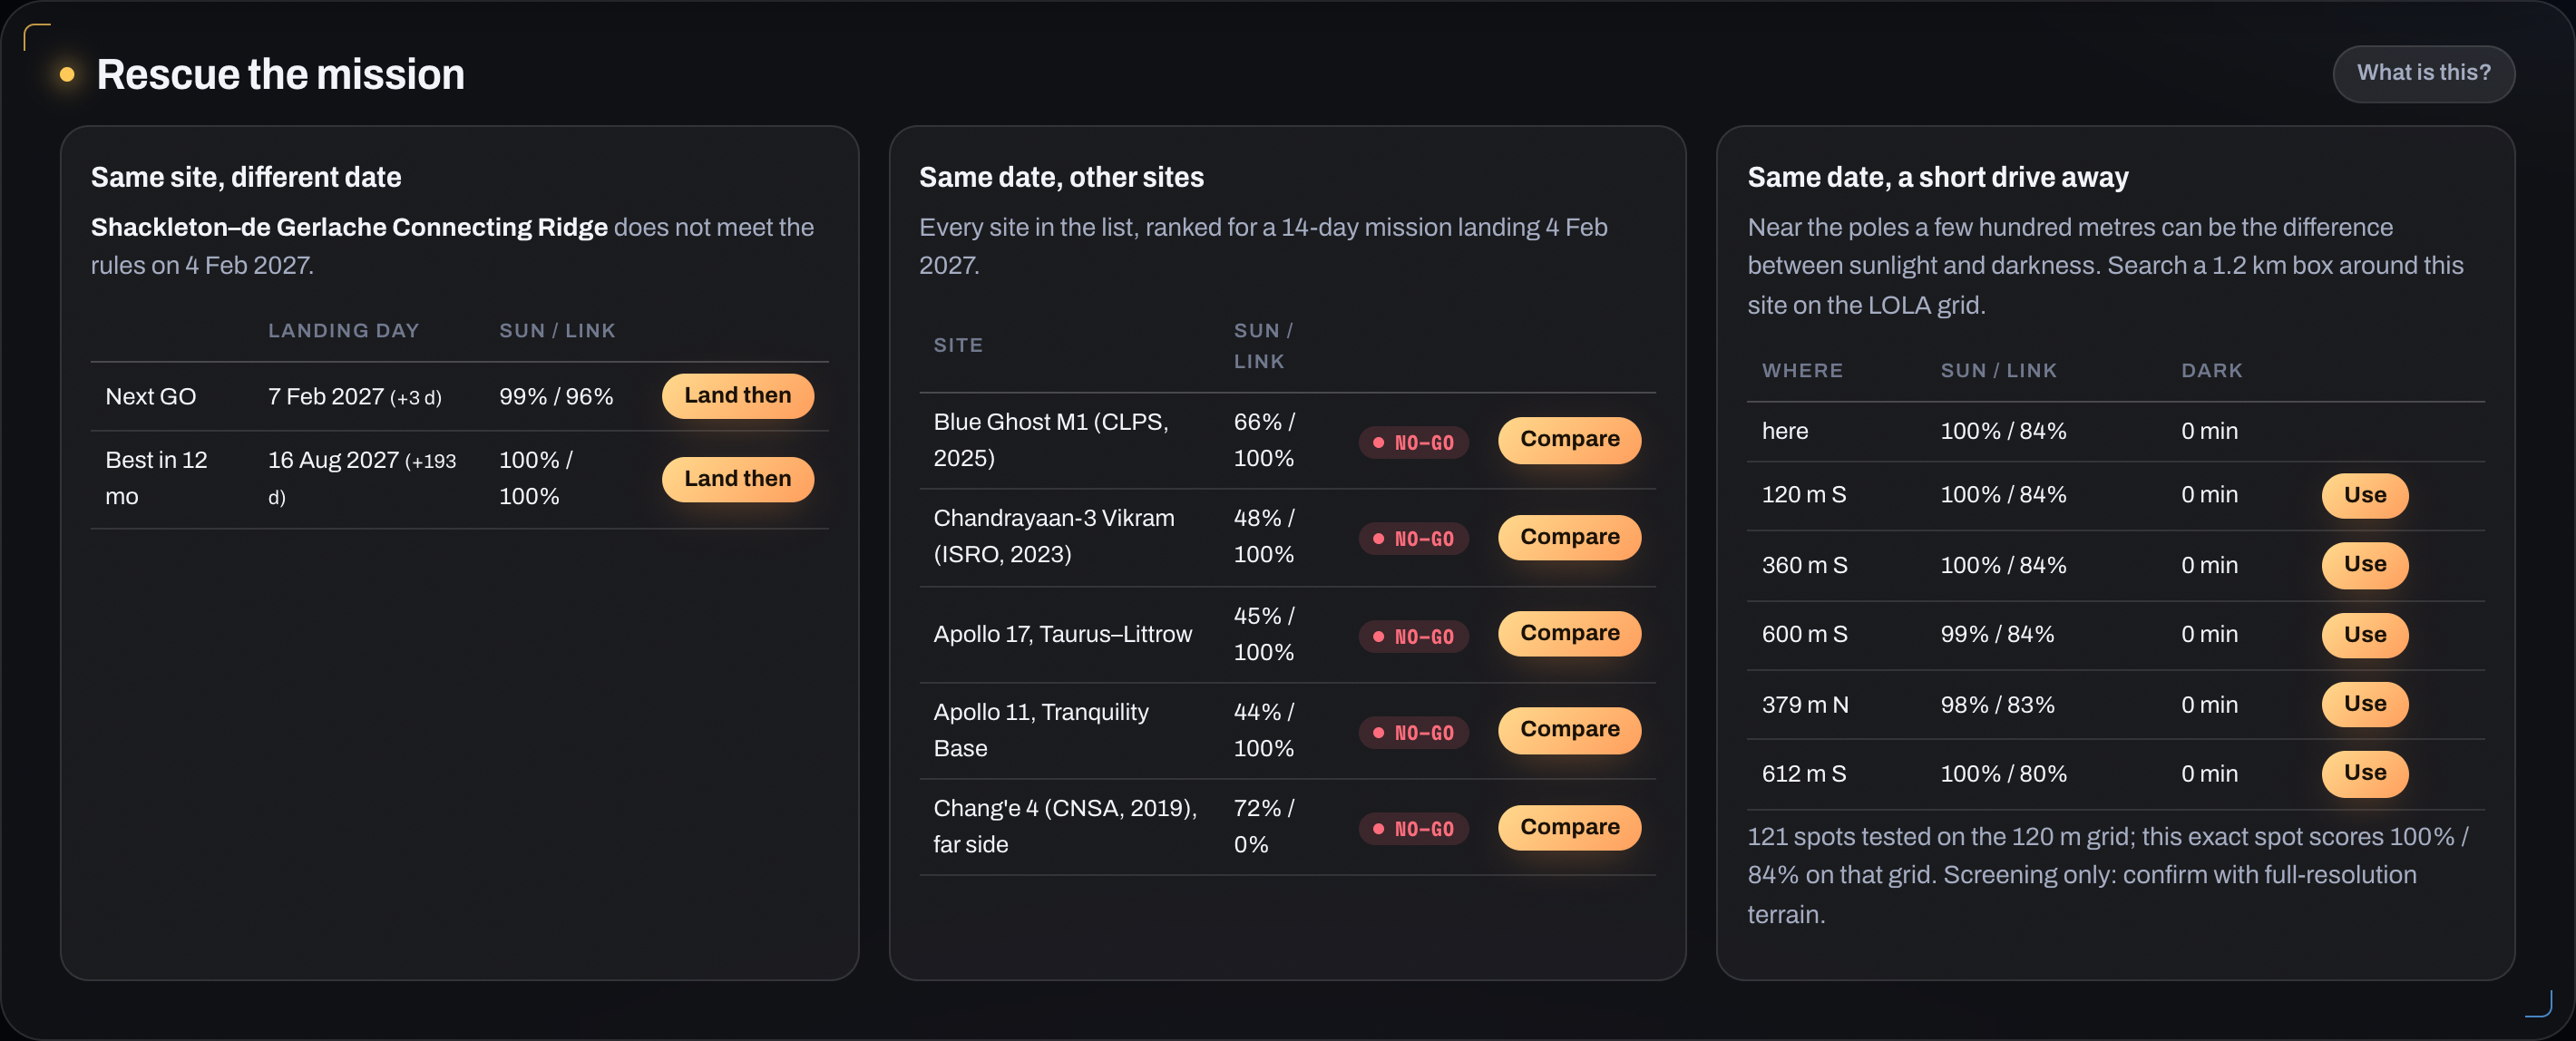 Rescue the mission
What is this?
Same site, different date
Shackleton–de Gerlache Connecting Ridge does not meet the
rules on 4 Feb 2027.
LANDING DAY SUN / LINK
Next GO 7 Feb 2027 (+3 d) 99% / 96% Land then
Best in 12 16 Aug 2027 (+193 100% / Land then
mo d) 100%
Same date, other sites
Every site in the list, ranked for a 14-day mission landing 4 Feb
2027.
SITE SUN /
LINK
Blue Ghost M1 (CLPS, 66% / NO–GO Compare
2025) 100%
Chandrayaan-3 Vikram 48% / NO–GO Compare
(ISRO, 2023) 100%
Apollo 17, Taurus–Littrow 45% / NO–GO Compare
100%
Apollo 11, Tranquility 44% / NO–GO Compare
Base 100%
Chang'e 4 (CNSA, 2019), 72% / NO–GO Compare
far side 0%
Same date, a short drive away
Near the poles a few hundred metres can be the difference
between sunlight and darkness. Search a 1.2 km box around this
site on the LOLA grid.
WHERE SUN / LINK DARK
here 100% / 84% 0 min
120 m S 100% / 84% 0 min Use
360 m S 100% / 84% 0 min Use
600 m S 99% / 84% 0 min Use
379 m N 98% / 83% 0 min Use
612 m S 100% / 80% 0 min Use
121 spots tested on the 120 m grid; this exact spot scores 100% /
84% on that grid. Screening only: confirm with full-resolution
terrain.